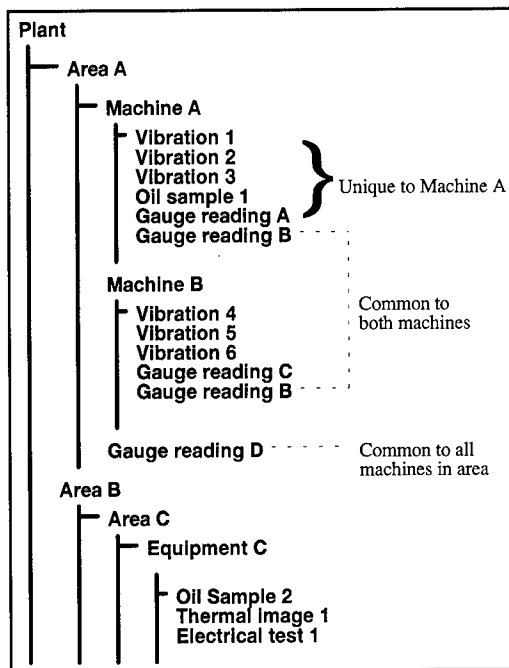 Plant
Area A
Machine A
Vibration 1
Vibration 2
Vibration 3
Oil sample 1
Gauge reading A
Gauge reading B
Unique to Machine A
Machine B
Vibration 4
Vibration 5
Vibration 6
Gauge reading C
Gauge reading B
Common to
both machines
Gauge reading D
Common to all
machines in area
Area B
Area C
Equipment C
Oil Sample 2
Thermal image 1
Electrical test 1